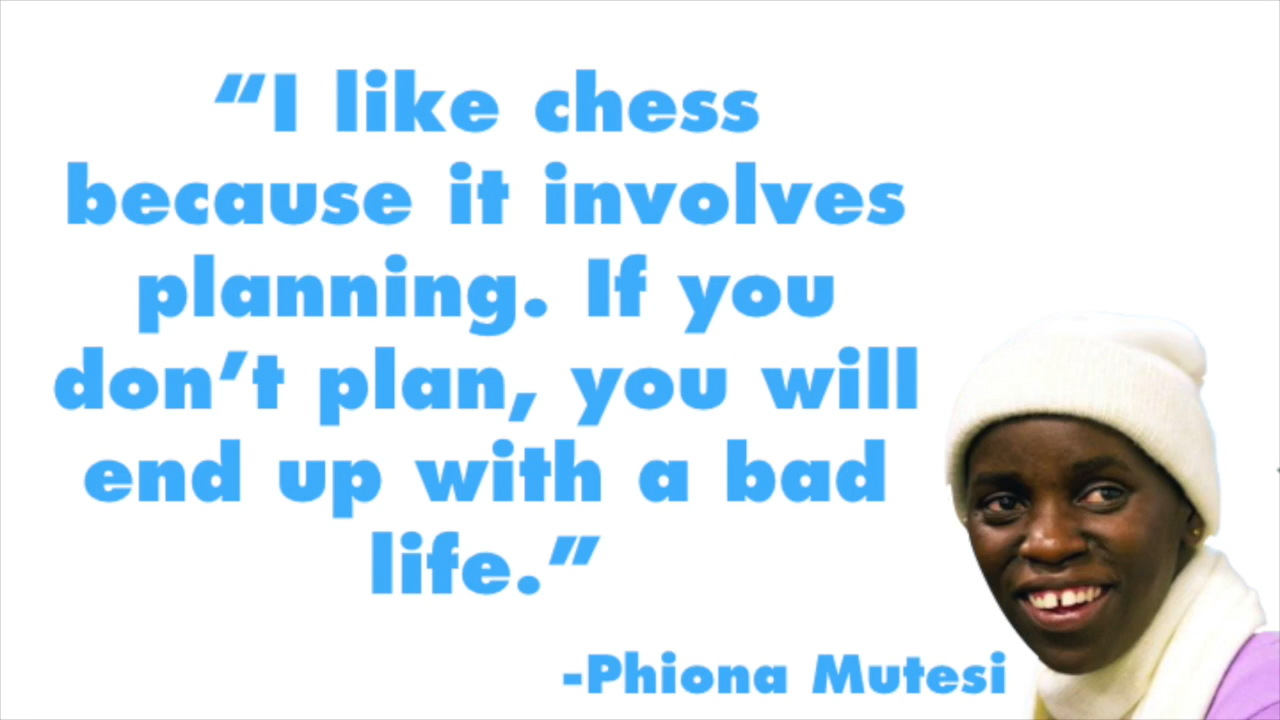 “I like chess
because it involves
planning. If you
don’t plan, you will
end up with a bad
life.”
-Phiona Mutesi